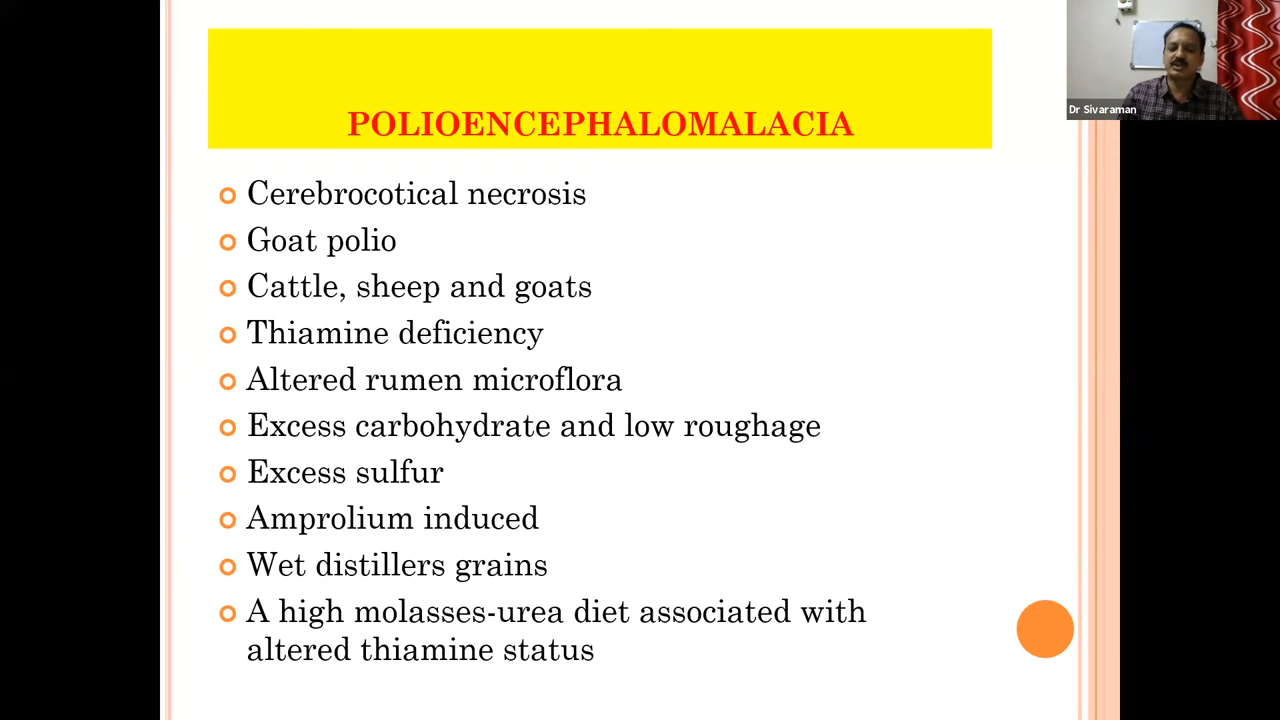 POLIOENCEPHALOMALACIA
Dr Sivaraman
Cerebrocotical necrosis
Goat polio
Cattle, sheep and goats
Thiamine deficiency
Altered rumen microflora
Excess carbohydrate and low roughage
Excess sulfur
Amprolium induced
Wet distillers grains
A high molasses-urea diet associated with
altered thiamine status